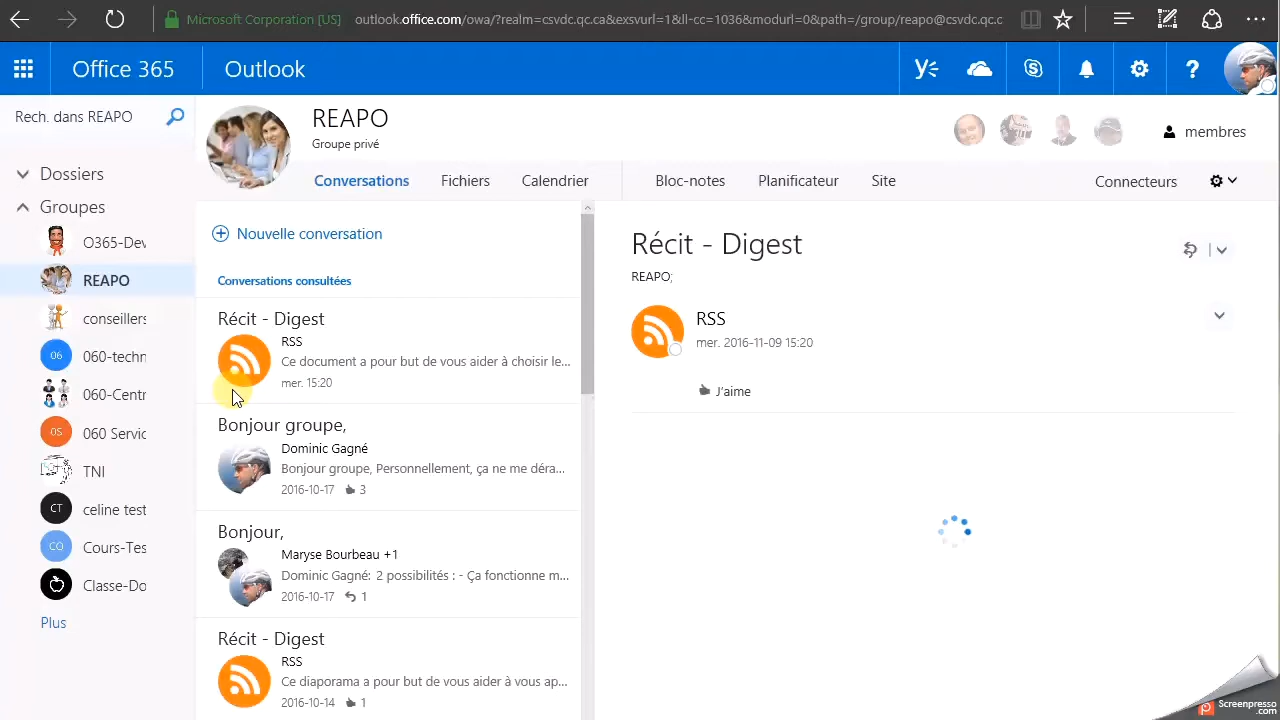 Microsoft Corporation [US] outlook.office.com/owa/?realm=csvdc.qc.ca&exsvurl=1&ll-cc=1036&modurl=0&path=/group/reapo@csvdc.qc.c
Office 365 Outlook
Rech. dans REAPO
Dossiers
Groupes
O365-Dev
REAPO
conseillers
06 060-techn
060-Centr
0S 060 Servic
TNI
CT celine test
CO Cours-Tes
Classe-Do
Plus
REAPO
Groupe privé
membres
Conversations Fichiers Calendrier Bloc-notes Planificateur Site Connecteurs
Nouvelle conversation
Conversations consultées
Récit - Digest
RSS
Ce document a pour but de vous aider à choisir le...
mer. 15:20
Bonjour groupe,
Dominic Gagné
Bonjour groupe, Personnellement, ça ne me déra...
2016-10-17 3
Bonjour,
Maryse Bourbeau +1
Dominic Gagné: 2 possibilités : - Ça fonctionne m...
2016-10-17 1
Récit - Digest
RSS
Ce diaporama a pour but de vous aider à vous ap...
2016-10-14 1
Récit - Digest
REAPO;
RSS
mer. 2016-11-09 15:20
J'aime
Screenpresso
.com